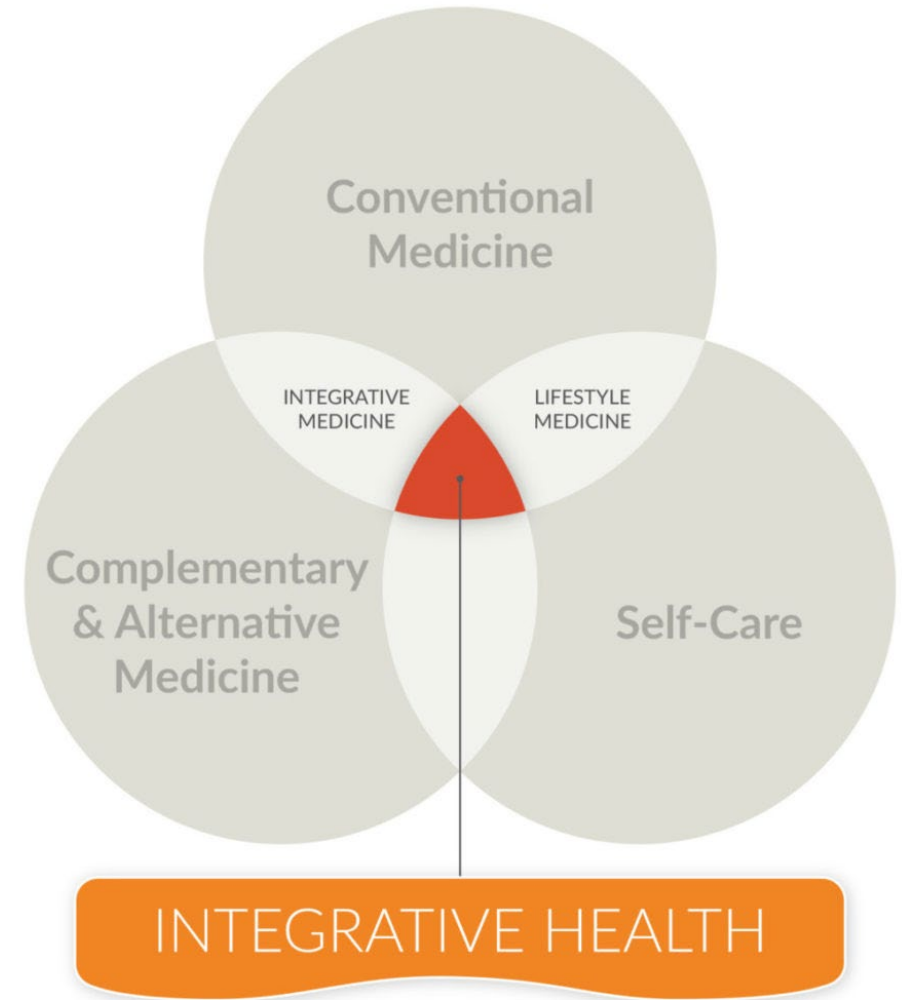 Conventional
Medicine
INTEGRATIVE
MEDICINE
LIFESTYLE
MEDICINE
Complementary
& Alternative
Medicine
Self-Care
INTEGRATIVE HEALTH